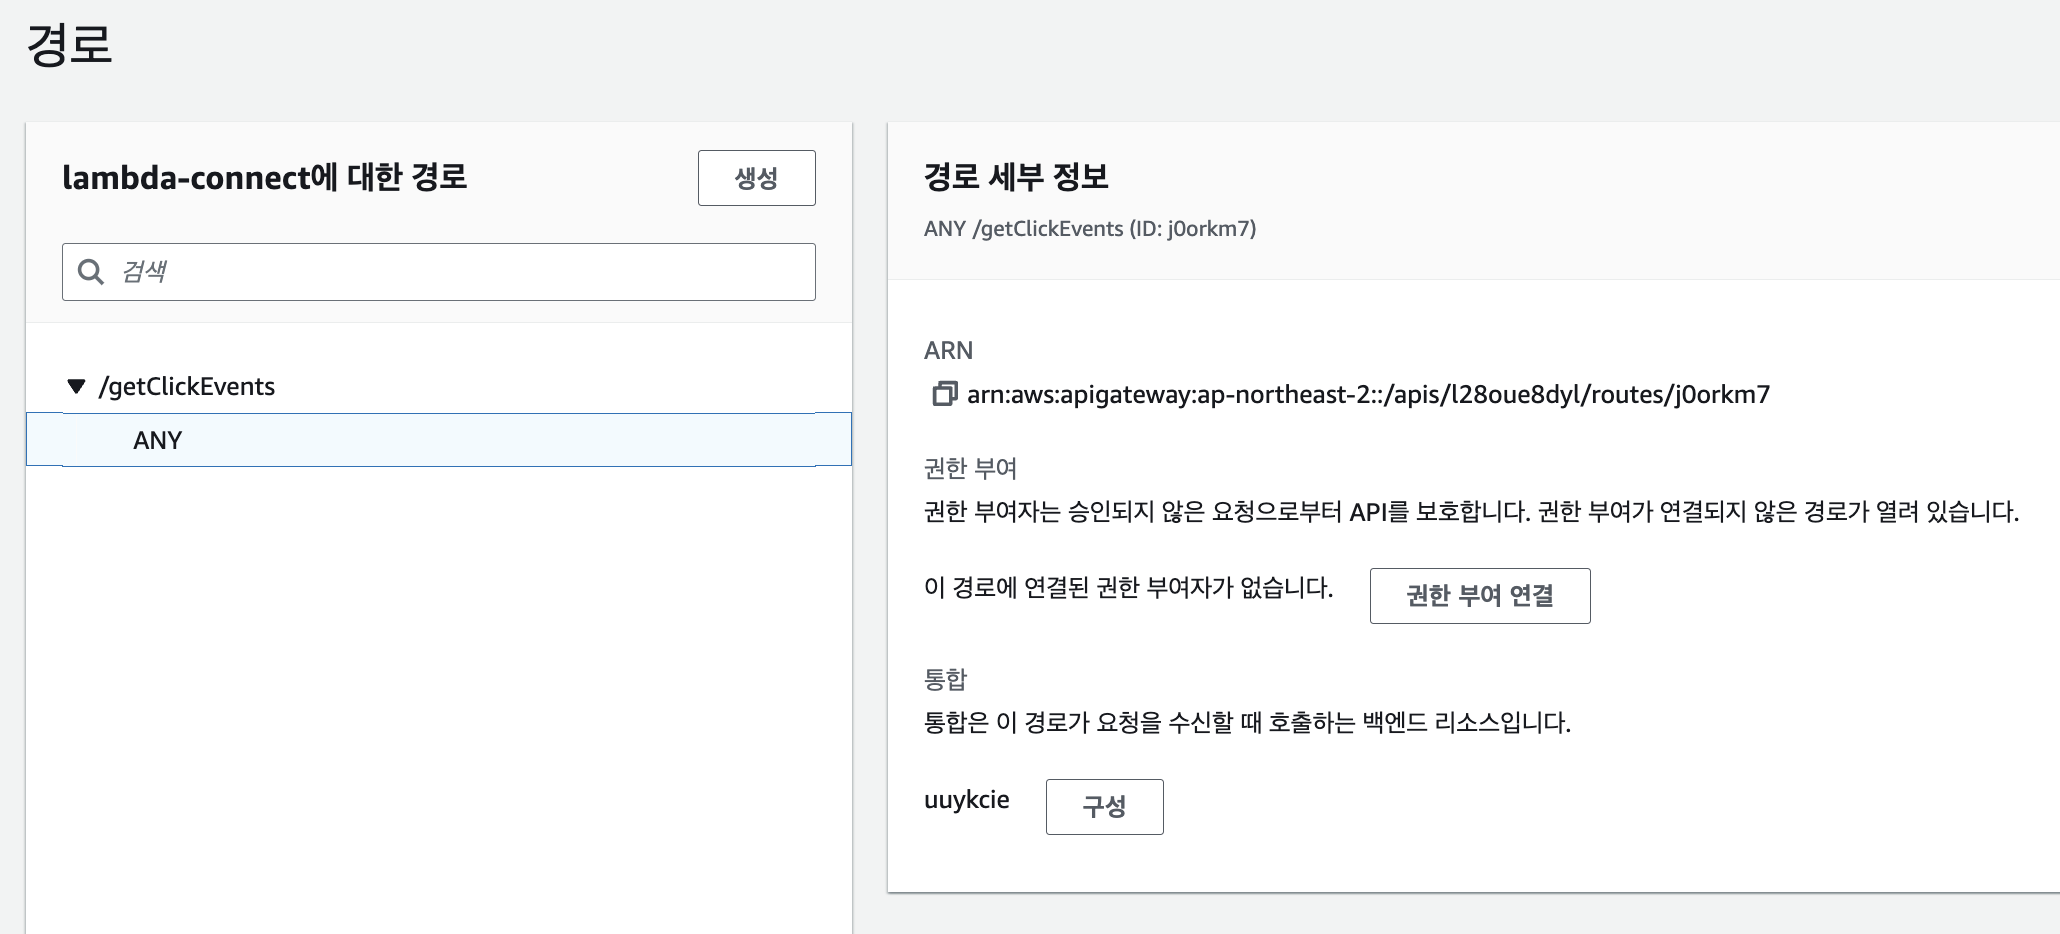 경로
lambda-connect에 대한 경로
생성
검색
/getClickEvents
ANY
경로 세부 정보
ANY /getClickEvents (ID: j0orkm7)
ARN
arn:aws:apigateway:ap-northeast-2::/apis/l28oue8dyl/routes/j0orkm7
권한 부여
권한 부여자는 승인되지 않은 요청으로부터 API를 보호합니다. 권한 부여가 연결되지 않은 경로가 열려 있습니다.
이 경로에 연결된 권한 부여자가 없습니다.
권한 부여 연결
통합
통합은 이 경로가 요청을 수신할 때 호출하는 백엔드 리소스입니다.
uuykcie
구성